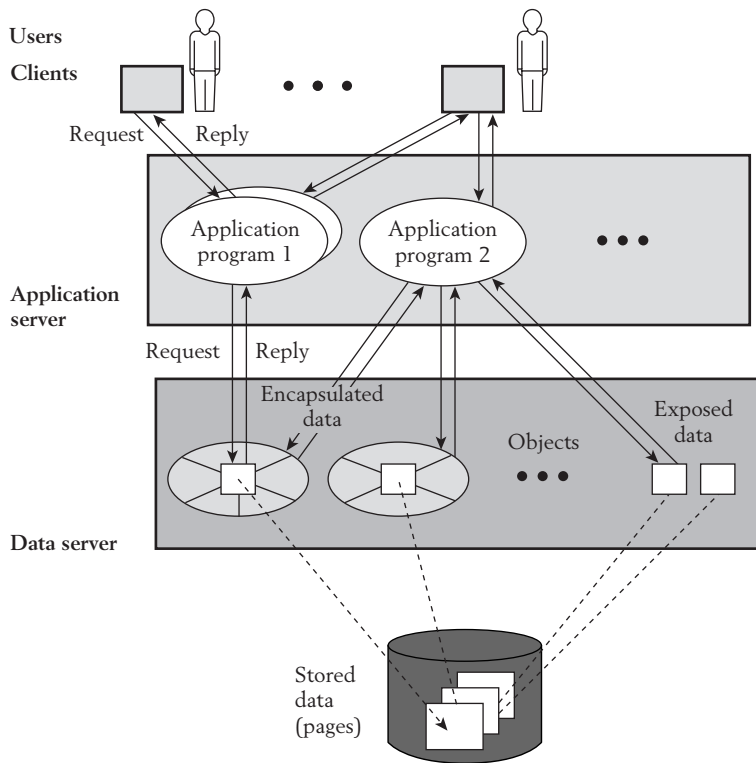 Users
Clients
Request
Reply
Application
program 1
Application
program 2
Application
server
Request
Reply
Encapsulated
data
Objects
Exposed
data
Data server
Stored
data
(pages)